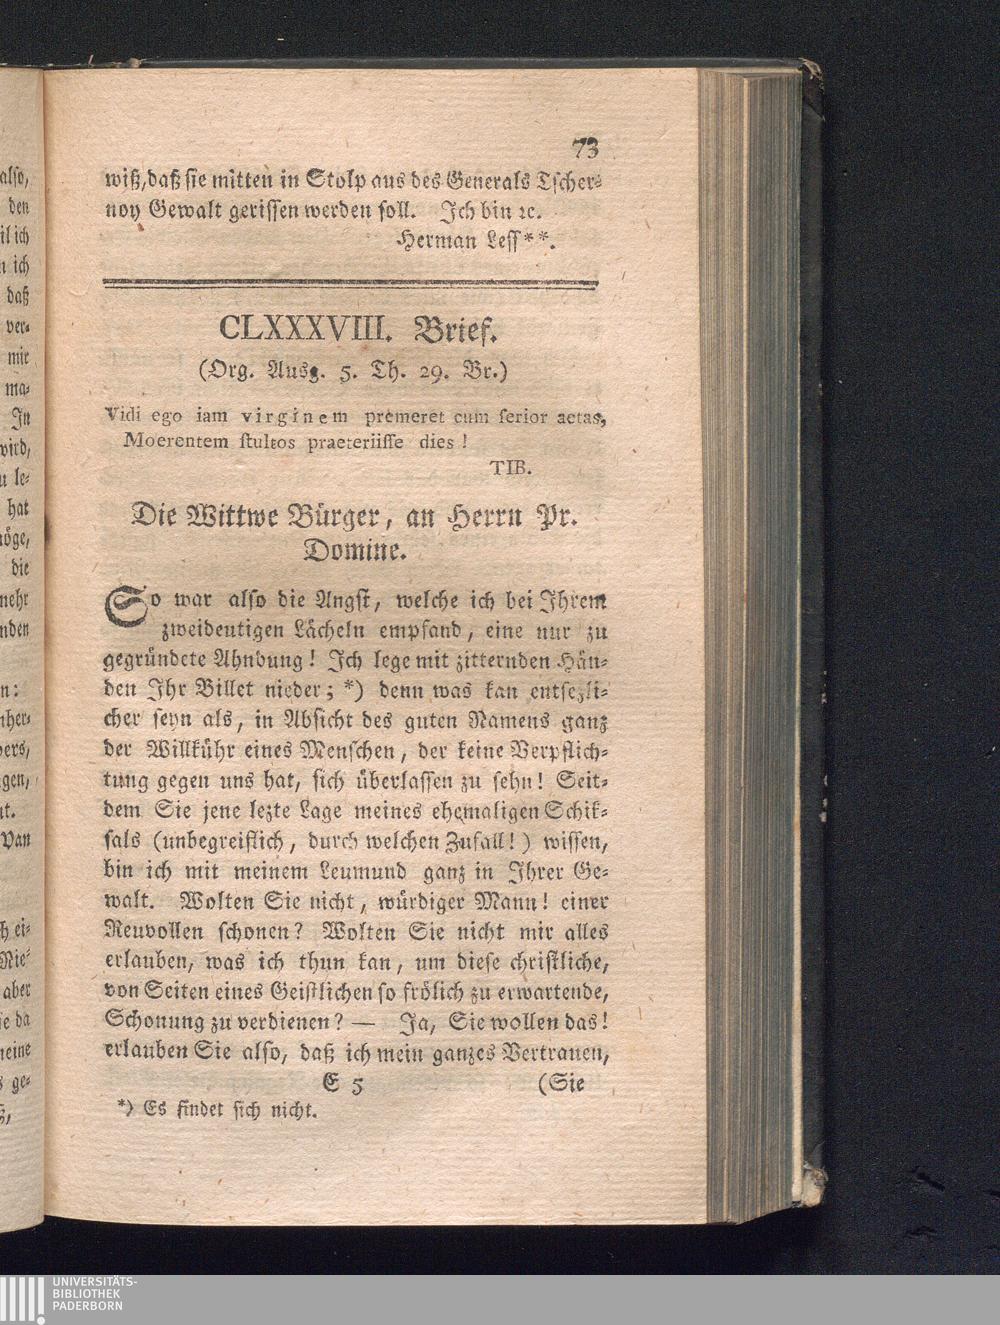 73
wiß, daß sie mitten in Stolp aus des Generals Tscher-
noy Gewalt gerissen werden soll. Ich bin ꝛc.
Herman Less**.
CLXXXVIII. Brief.
(Org. Ausg. 5. Th. 29. Br.)
Vidi ego iam virginem premeret cum serior aetas,
Moerentem stultos praeteriisse dies!
TIB.
Die Wittwe Bürger, an Herrn Pr.
Domine.
So war also die Angst, welche ich bei Ihrem
zweideutigen Lächeln empfand, eine nur zu
gegründete Ahndung! Ich lege mit zitternden Hän-
den Ihr Billet nieder; *) denn was kan entsezli-
cher seyn als, in Absicht des guten Namens ganz
der Willkühr eines Menschen, der keine Verpflich-
tung gegen uns hat, sich überlassen zu sehn! Seit-
dem Sie jene lezte Lage meines ehemaligen Schik-
sals (unbegreiflich, durch welchen Zufall!) wissen,
bin ich mit meinem Leumund ganz in Ihrer Ge-
walt. Wolten Sie nicht, würdiger Mann! einer
Reuvollen schonen? Wolten Sie nicht mir alles
erlauben, was ich thun kan, um diese christliche,
von Seiten eines Geistlichen so frölich zu erwartende,
Schonung zu verdienen? — Ja, Sie wollen das!
erlauben Sie also, daß ich mein ganzes Vertrauen,
E 5 (Sie
*) Es findet sich nicht.
UNIVERSITÄTS-
BIBLIOTHEK
PADERBORN